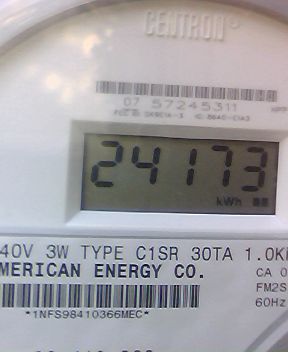 CENTRON®
07 57245311
24173
kWh
40V 3W TYPE C1SR 30TA 1.0K
MERICAN ENERGY CO.
CA 0
FM2S
60Hz
*1NFS98410366MEC*